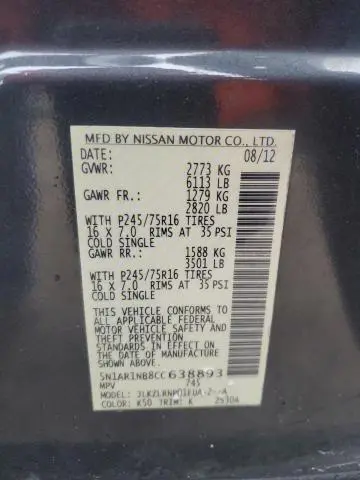 MFD BY NISSAN MOTOR CO., LTD.
DATE: 08/12
GVWR: 2773 KG
6113 LB
GAWR FR.: 1279 KG
2820 LB
WITH P245/75R16 TIRES
16 X 7.0 RIMS AT 35 PSI
COLD SINGLE
GAWR RR.: 1588 KG
3501 LB
WITH P245/75R16 TIRES
16 X 7.0 RIMS AT 35 PSI
COLD SINGLE
THIS VEHICLE CONFORMS TO
ALL APPLICABLE FEDERAL
MOTOR VEHICLE SAFETY
AND THEFT PREVENTION
STANDARDS IN EFFECT ON
THE DATE OF MANUFACTURE
SHOWN ABOVE.
5N1AR1NB8CC638893
MPV 745
MODEL:
COLOR: K50 TRIM: K